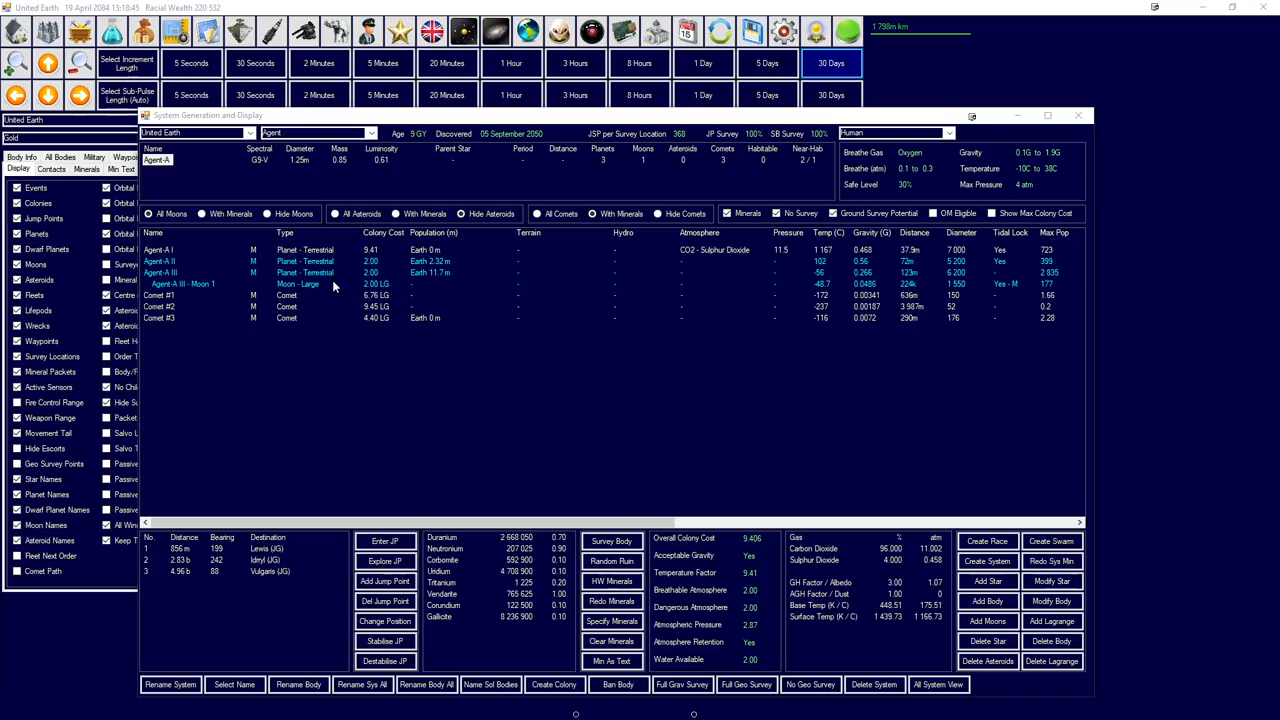 United Earth 19 April 2084 13:18:45 Racial Wealth 220 532
1 798m km
Select Increment Length 5 Seconds 30 Seconds 2 Minutes 5 Minutes 20 Minutes 1 Hour 3 Hours 8 Hours 1 Day 5 Days 30 Days
Select Sub-Pulse Length (Auto) 5 Seconds 30 Seconds 2 Minutes 5 Minutes 20 Minutes 1 Hour 3 Hours 8 Hours 1 Day 5 Days 30 Days
United Earth
Gold
Body Info All Bodies Military Waypoi
Display Contacts Minerals Min Text
Events Orbital
Colonies Orbital
Jump Points Orbital
Planets Orbital
Dwarf Planets Orbital
Moons Surve
Asteroids Mineral
Fleets Centre
Lifepods Asteroi
Wrecks Asteroi
Waypoints Fleet H
Survey Locations Order T
Mineral Packets Body/F
Active Sensors No Chi
Fire Control Range Hide S
Weapon Range Packet
Movement Tail Salvo L
Hide Escorts Salvo T
Geo Survey Points Passive
Star Names Passive
Planet Names Passive
Dwarf Planet Names Passive
Moon Names All Win
Asteroid Names Keep T
Fleet Next Order
Comet Path
System Generation and Display
United Earth Agent Age 9 GY Discovered 05 September 2050 JSP per Survey Location 368 JP Survey 100% SB Survey 100% Human
Name Spectral Diameter Mass Luminosity Parent Star Period Distance Planets Moons Asteroids Comets Habitable Near-Hab
Agent-A G9-V 1.25m 0.85 0.61 - - - 3 1 0 3 0 2 / 1
Breathe Gas Oxygen Gravity 0.1G to 1.9G
Breathe (atm) 0.1 to 0.3 Temperature -10C to 38C
Safe Level 30% Max Pressure 4 atm
All Moons With Minerals Hide Moons All Asteroids With Minerals Hide Asteroids All Comets With Minerals Hide Comets Minerals No Survey Ground Survey Potential OM Eligible Show Max Colony Cost
Name Type Colony Cost Population (m) Terrain Hydro Atmosphere Pressure Temp (C) Gravity (G) Distance Diameter Tidal Lock Max Pop
Agent-A I M Planet - Terrestrial 9.41 Earth 0 m - - CO2 - Sulphur Dioxide 11.5 1 167 0.468 37.9m 7 000 Yes 723
Agent-A II M Planet - Terrestrial 2.00 Earth 2.32 m - - - - 102 0.56 72m 5 200 Yes 399
Agent-A III M Planet - Terrestrial 2.00 Earth 11.7 m - - - - -56 0.266 123m 6 200 - 2 835
Agent-A III - Moon 1 M Moon - Large 2.00 LG - - - - - -48.7 0.0486 224k 1 550 Yes - M 177
Comet #1 M Comet 6.76 LG - - - - - -172 0.00341 636m 150 - 1.66
Comet #2 M Comet 9.45 LG - - - - - -237 0.00187 3 987m 52 - 0.2
Comet #3 M Comet 4.40 LG Earth 0 m - - - - -116 0.0072 290m 176 - 2.28
No. Distance Bearing Destination
1 856 m 199 Lewis (JG)
2 2.83 b 242 Idryl (JG)
3 4.96 b 88 Vulgaris (JG)
Enter JP
Explore JP
Add Jump Point
Del Jump Point
Change Position
Stabilise JP
Destabilise JP
Duranium 2 668 050 0.70
Neutronium 207 025 0.90
Corbomite 592 900 0.10
Uridium 4 708 900 0.10
Tritanium 1 225 0.20
Vendarite 765 625 1.00
Corundium 122 500 0.10
Gallicite 8 236 900 0.10
Survey Body
Random Ruin
HW Minerals
Redo Minerals
Specify Minerals
Clear Minerals
Min As Text
Overall Colony Cost 9.406
Acceptable Gravity Yes
Temperature Factor 9.41
Breathable Atmosphere 2.00
Dangerous Atmosphere 2.00
Atmospheric Pressure 2.87
Atmosphere Retention Yes
Water Available 2.00
Gas % atm
Carbon Dioxide 96.000 11.002
Sulphur Dioxide 4.000 0.458
GH Factor / Albedo 3.00 1.07
AGH Factor / Dust 1.00 0
Base Temp (K / C) 448.51 175.51
Surface Temp (K / C) 1 439.73 1 166.73
Create Race Create Swarm
Create System Redo Sys Min
Add Star Modify Star
Add Body Modify Body
Add Moons Add Lagrange
Delete Star Delete Body
Delete Asteroids Delete Lagrange
Rename System Select Name Rename Body Rename Sys All Rename Body All Name Sol Bodies Create Colony Ban Body Full Grav Survey Full Geo Survey No Geo Survey Delete System All System View